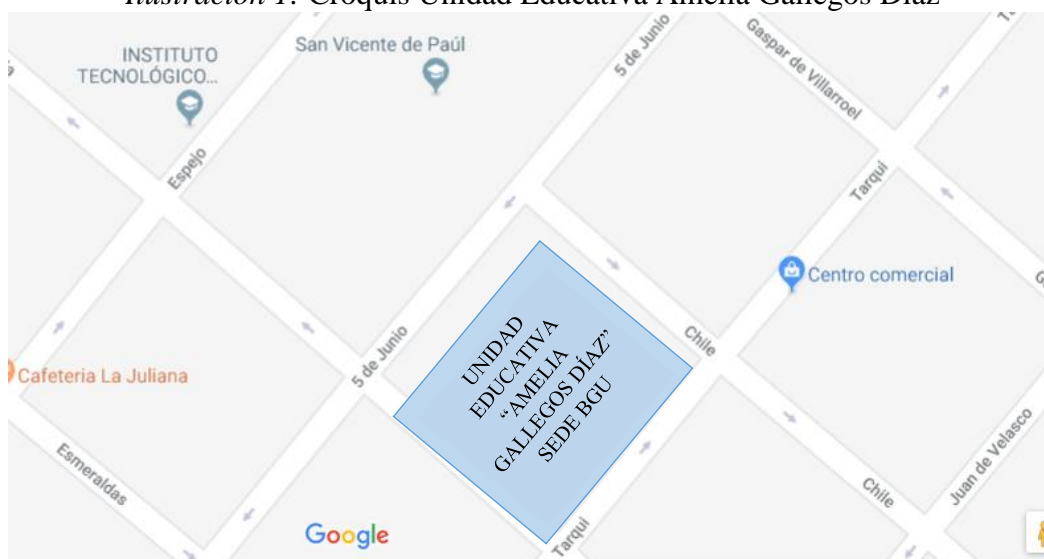 Ilustración 1: Croquis Unidad Educativa Amelia Gallegos Díaz
INSTITUTO
TECNOLÓGICO...
San Vicente de Paúl
5 de Junio
Gaspar de Villarroel
Espejo
Tarqui
Centro comercial
Chile
5 de Junio
UNIDAD
EDUCATIVA
“AMELIA
GALLEGOS DÍAZ”
SEDE BGU
Cafeteria La Juliana
Esmeraldas
Chile
Juan de Velasco
Google
Tarqui